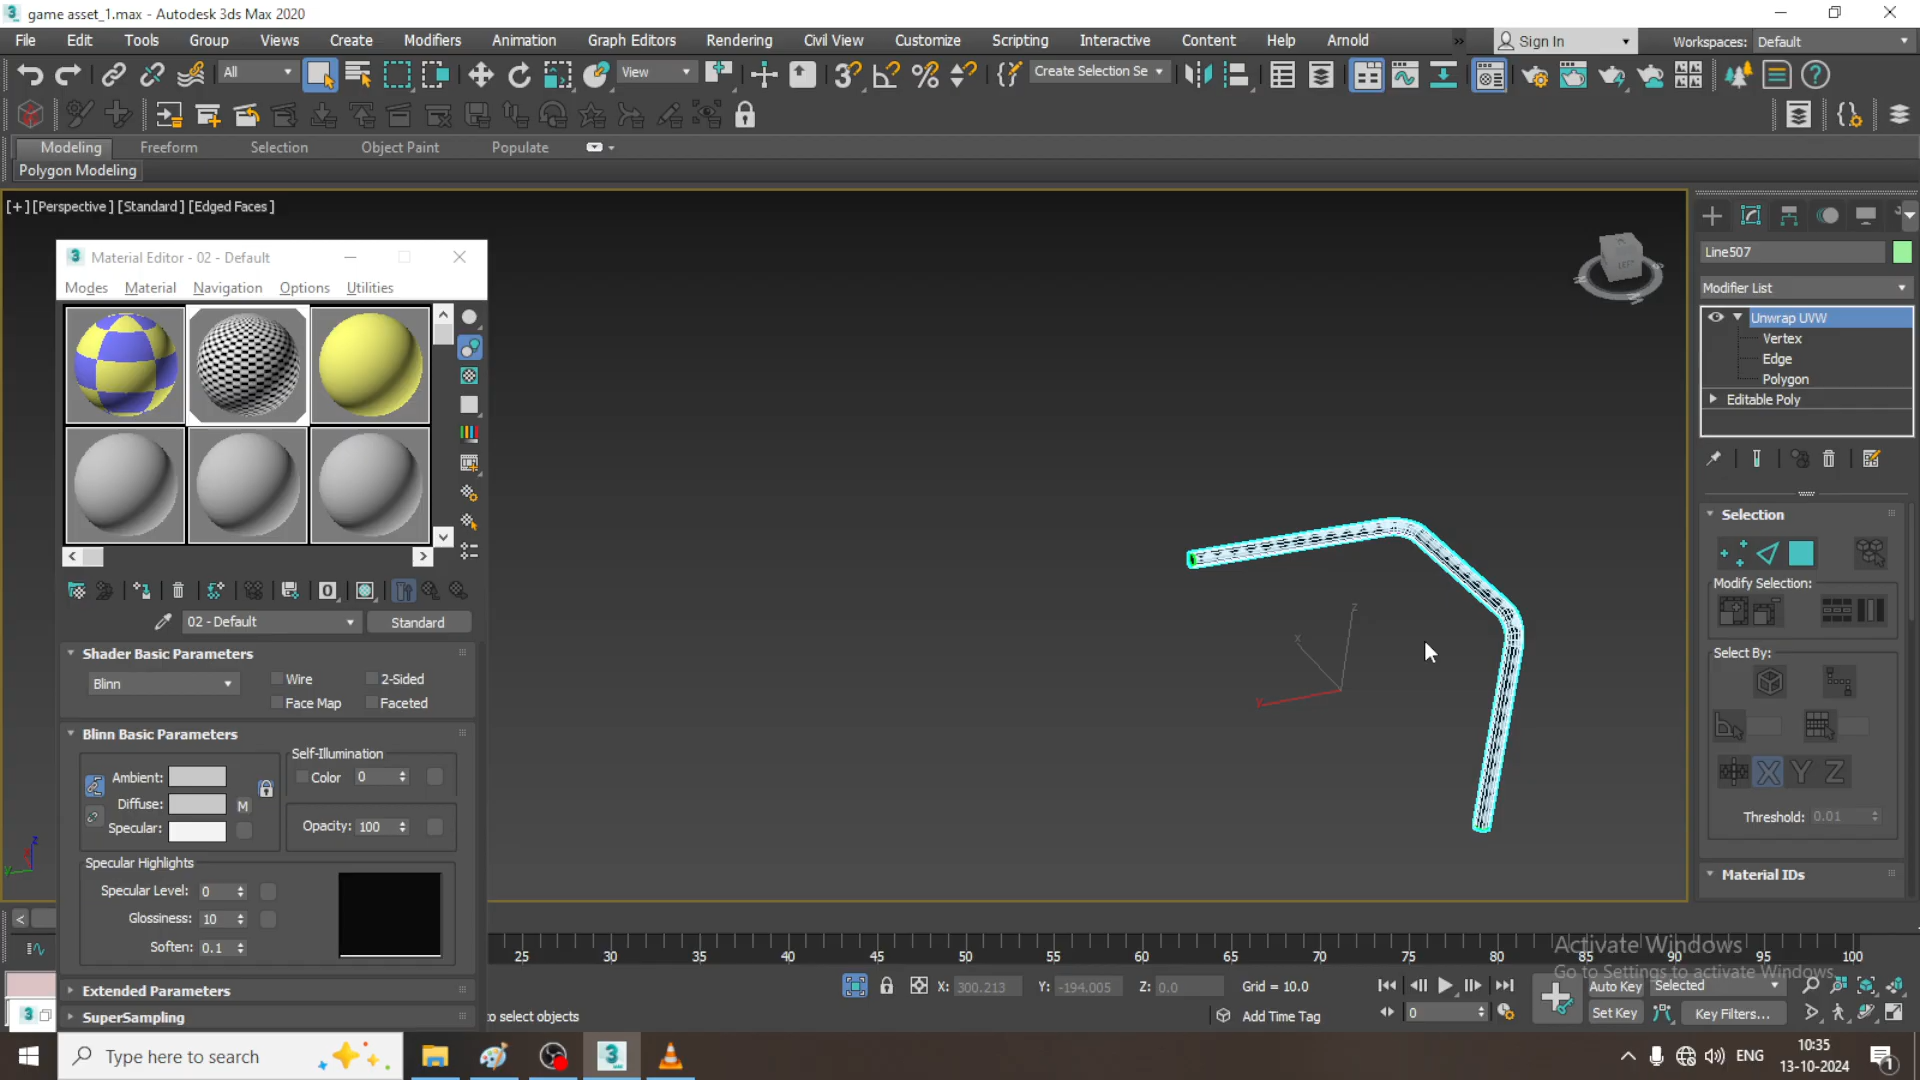 game asset_1.max - Autodesk 3ds Max 2020
File Edit Tools Group Views Create Modifiers Animation Graph Editors Rendering Civil View Customize Scripting Interactive Content Help Arnold Sign In Workspaces: Default
All View Create Selection Se
Modeling Freeform Selection Object Paint Populate
Polygon Modeling
[+] [Perspective ] [Standard ] [Edged Faces ]
Line507
Modifier List
Unwrap UVW
Vertex
Edge
Polygon
Editable Poly
Selection
Modify Selection:
Select By:
X Y Z
Threshold: 0.01
Material IDs
Material Editor - 02 - Default
Modes Material Navigation Options Utilities
02 - Default Standard
Shader Basic Parameters
Blinn Wire 2-Sided
Face Map Faceted
Blinn Basic Parameters
Self-Illumination
Ambient: Color 0
Diffuse: M
Specular: Opacity: 100
Specular Highlights
Specular Level: 0
Glossiness: 10
Soften: 0.1
Extended Parameters
SuperSampling
25 30 35 40 45 50 55 60 65 70 75 80 85 90 95 100
Activate Windows
Go to Settings to activate Windows.
X: 300.213 Y: -194.005 Z: 0.0 Grid = 10.0 Auto Key Selected
to select objects Add Time Tag 0 Set Key Key Filters...
Type here to search ENG 10:35
13-10-2024
1